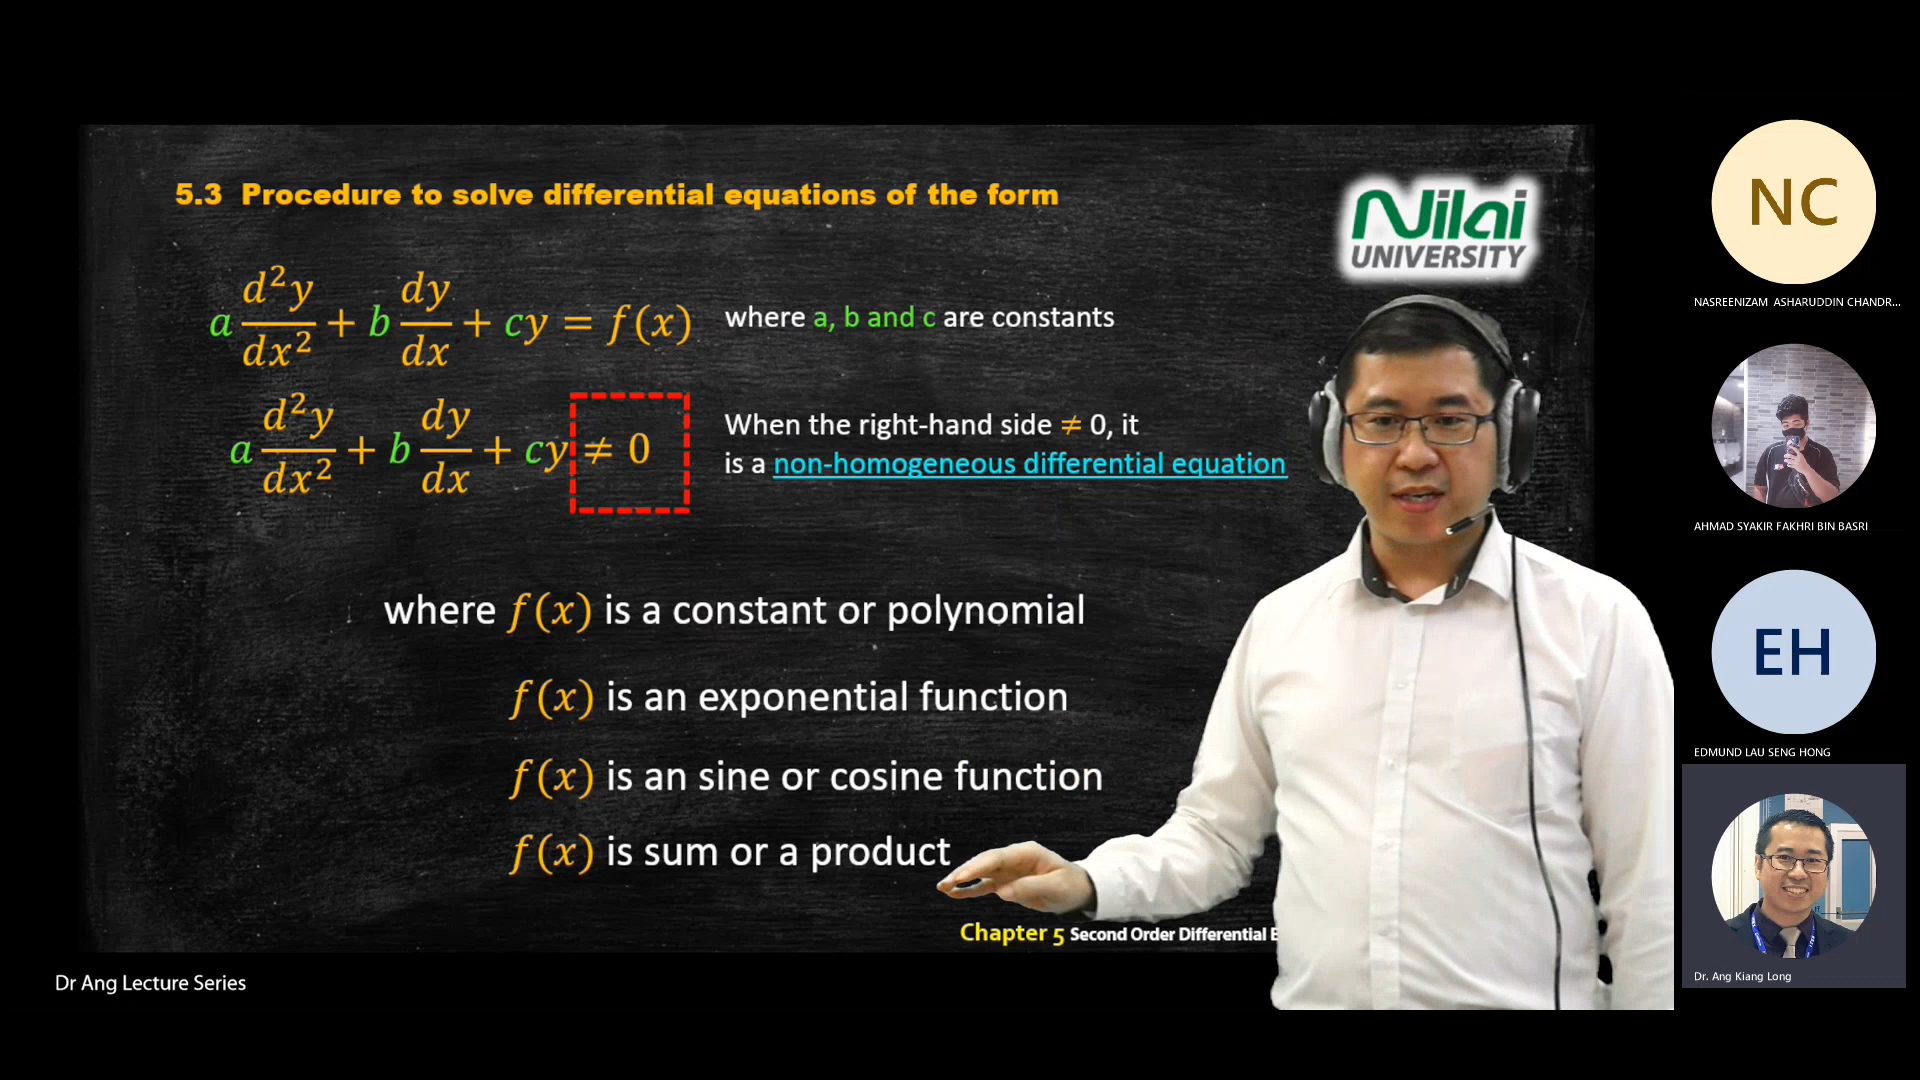 5.3 Procedure to solve differential equations of the form
Nilai
UNIVERSITY
a d²y/dx² + b dy/dx + cy = f(x) where a, b and c are constants
a d²y/dx² + b dy/dx + cy ≠ 0
When the right-hand side ≠ 0, it
is a non-homogeneous differential equation
where f(x) is a constant or polynomial
f(x) is an exponential function
f(x) is an sine or cosine function
f(x) is sum or a product
Chapter 5 Second Order Differential E
Dr Ang Lecture Series
NC
NASREENIZAM ASHARUDDIN CHANDR...
AHMAD SYAKIR FAKHRI BIN BASRI
EH
EDMUND LAU SENG HONG
Dr. Ang Kiang Long